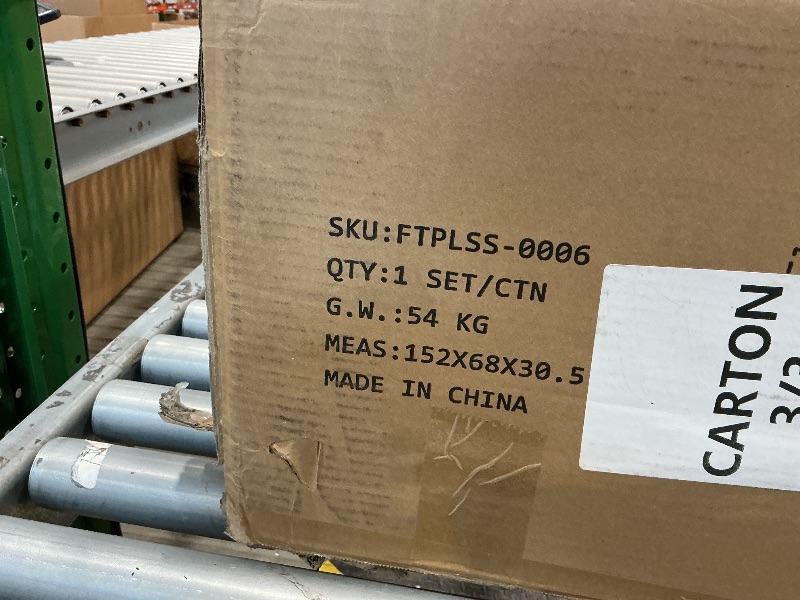 SKU:FTPLSS-0006
QTY:1 SET/CTN
G.W.:54 KG
MEAS:152X68X30.5
MADE IN CHINA
CARTON